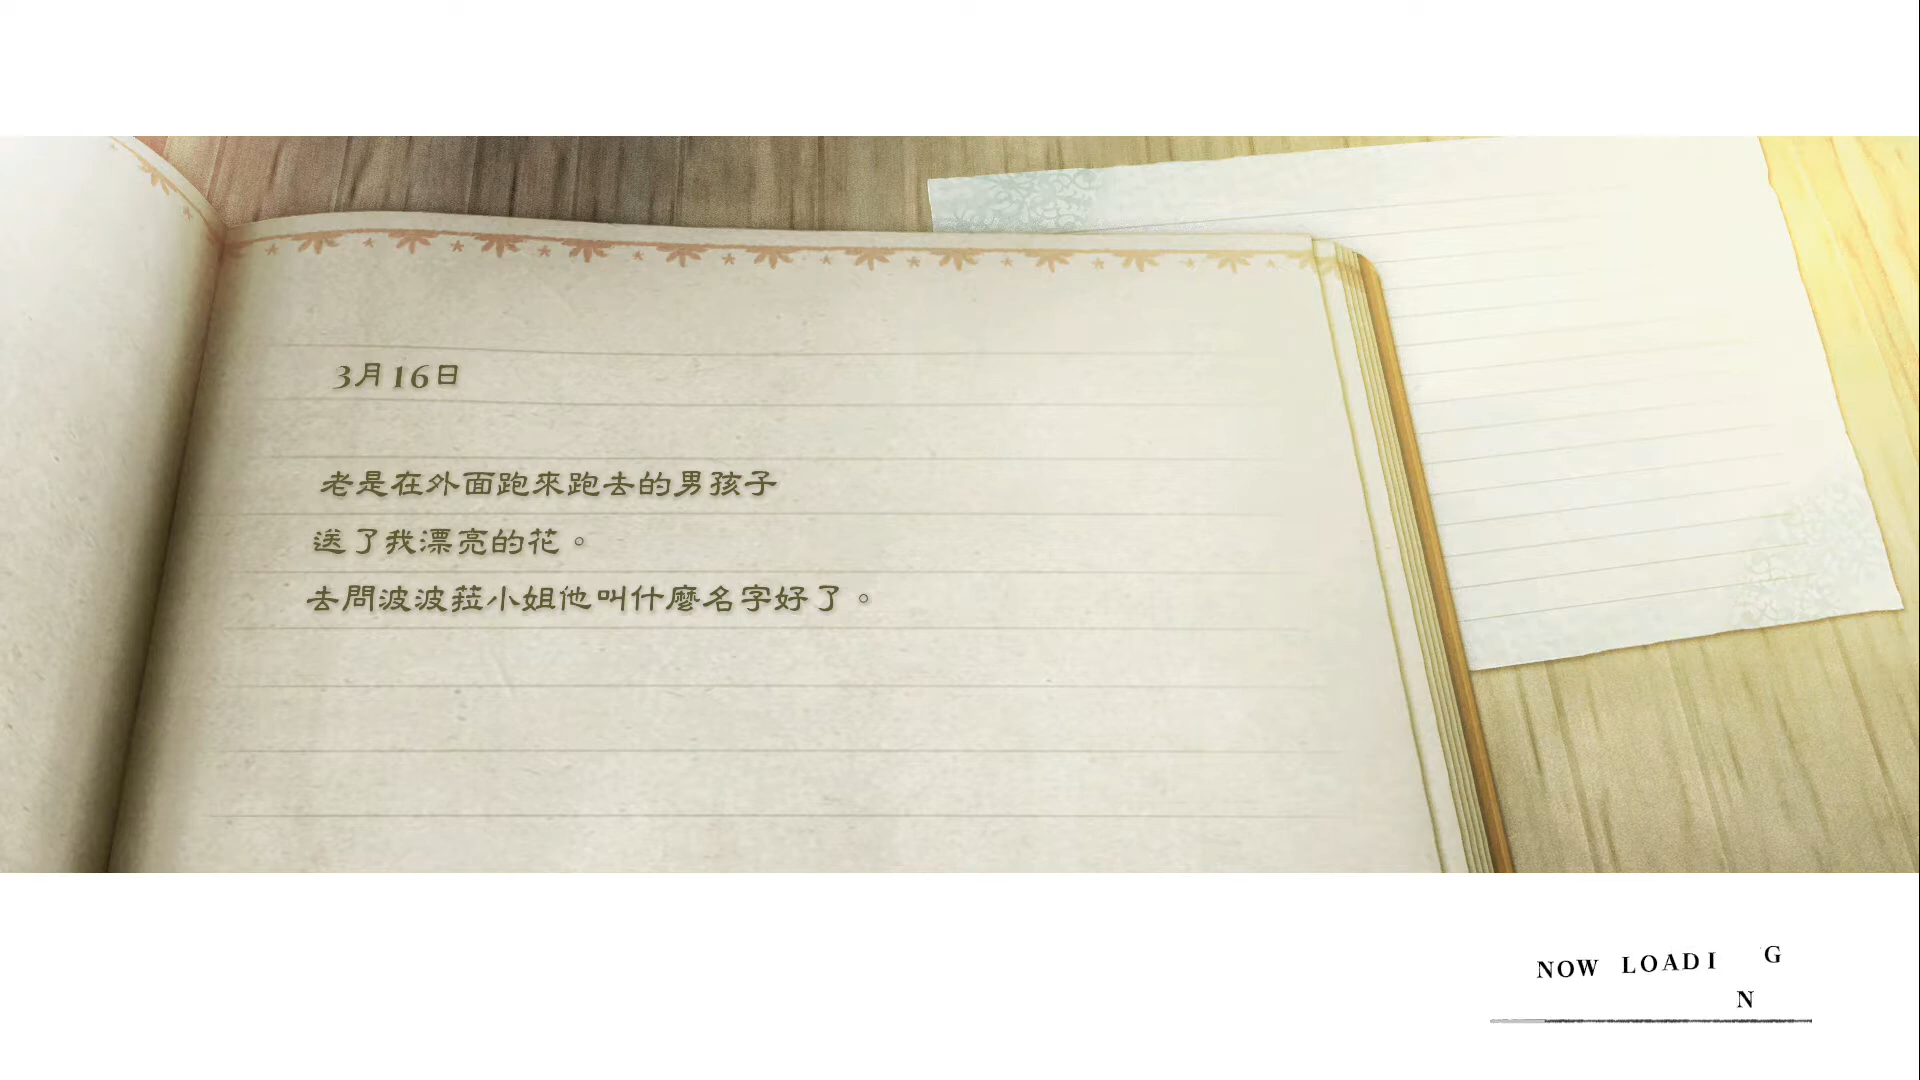 3月16日
老是在外面跑來跑去的男孩子
送了我漂亮的花。
去問波波菈小姐他叫什麼名字好了。
NOW LOADING